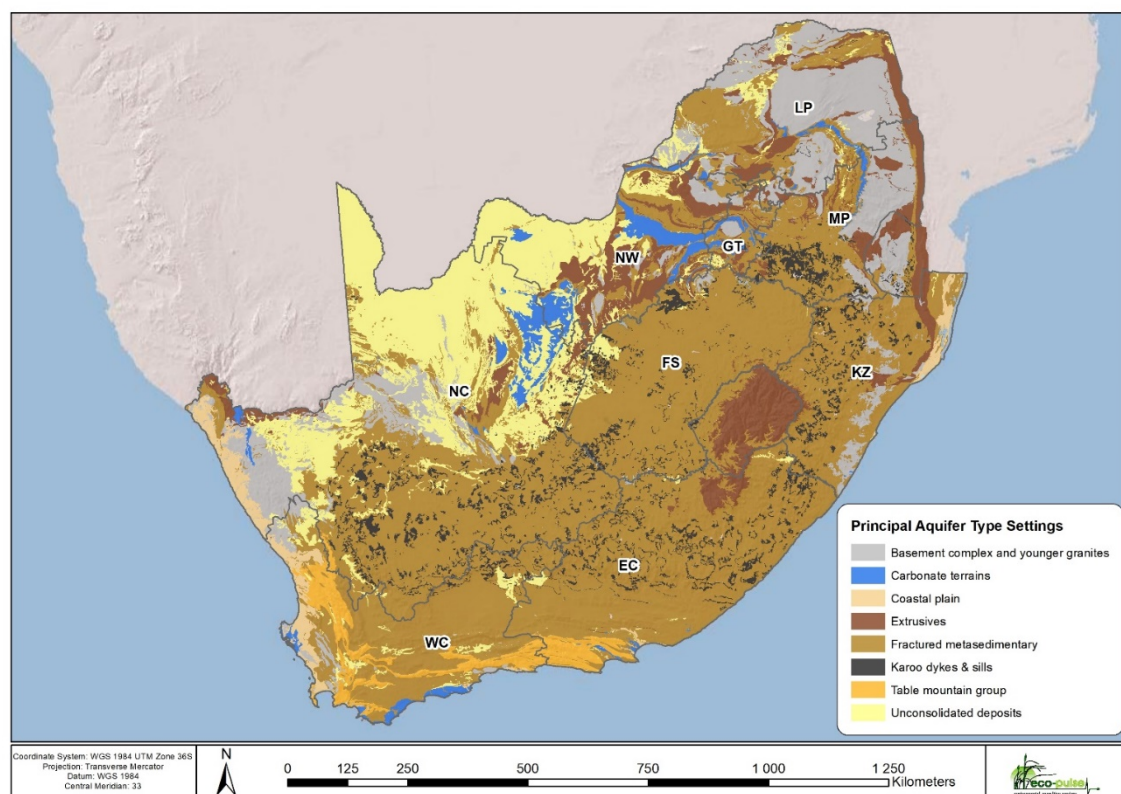 LP
MP
NW
GT
FS
KZ
NC
EC
WC
Principal Aquifer Type Settings
Basement complex and younger granites
Carbonate terrains
Coastal plain
Extrusives
Fractured metasedimentary
Karoo dykes & sills
Table mountain group
Unconsolidated deposits
Coordinate System: WGS 1984 UTM Zone 36S
Projection: Transverse Mercator
Datum: WGS 1984
Central Meridian: 33
N
0 125 250 500 750 1 000 1 250
Kilometers
eco-pulse